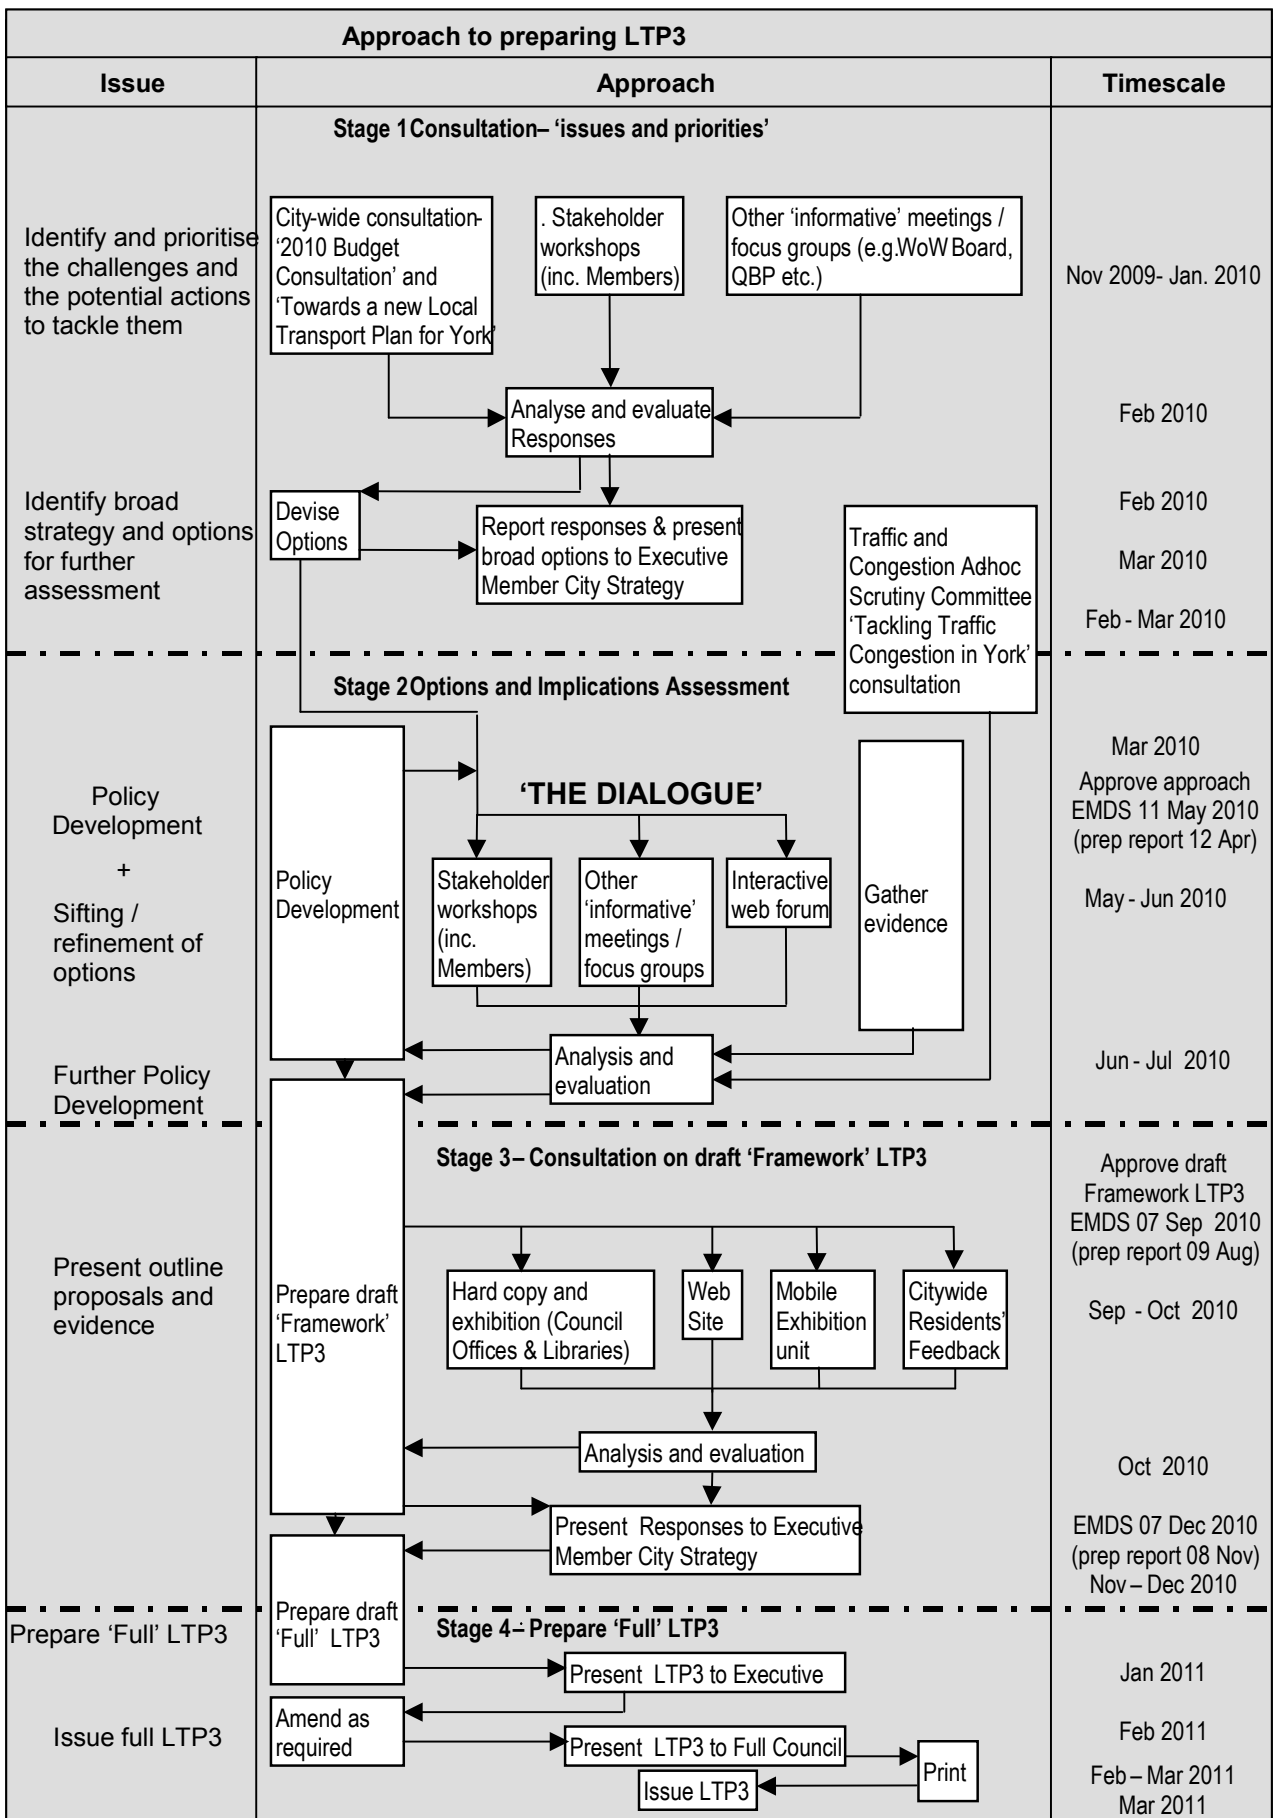 Approach to preparing LTP3
Issue
Approach
Timescale
Stage 1Consultation– ‘issues and priorities’
Identify and prioritise
the challenges and
the potential actions
to tackle them
City-wide consultation-
‘2010 Budget
Consultation’ and
‘Towards a new Local
Transport Plan for York’
. Stakeholder
workshops
(inc. Members)
Other ‘informative’ meetings /
focus groups (e.g.WoW Board,
QBP etc.)
Nov 2009- Jan. 2010
Analyse and evaluate
Responses
Feb 2010
Identify broad
strategy and options
for further
assessment
Devise
Options
Report responses & present
broad options to Executive
Member City Strategy
Traffic and
Congestion Ad-hoc
Scrutiny Committee
‘Tackling Traffic
Congestion in York’
consultation
Feb 2010
Mar 2010
Feb - Mar 2010
Stage 2Options and Implications Assessment
Policy
Development
+
Sifting /
refinement of
options
Policy
Development
‘THE DIALOGUE’
Stakeholder
workshops
(inc.
Members)
Other
‘informative’
meetings /
focus groups
Interactive
web forum
Gather
evidence
Mar 2010
Approve approach
EMDS 11 May 2010
(prep report 12 Apr)
May - Jun 2010
Further Policy
Development
Analysis and
evaluation
Jun - Jul 2010
Stage 3– Consultation on draft ‘Framework’ LTP3
Present outline
proposals and
evidence
Prepare draft
‘Framework’
LTP3
Hard copy and
exhibition (Council
Offices & Libraries)
Web
Site
Mobile
Exhibition
unit
Citywide
Residents’
Feedback
Approve draft
Framework LTP3
EMDS 07 Sep 2010
(prep report 09 Aug)
Sep - Oct 2010
Analysis and evaluation
Oct 2010
Present Responses to Executive
Member City Strategy
EMDS 07 Dec 2010
(prep report 08 Nov)
Nov – Dec 2010
Prepare ‘Full’ LTP3
Prepare draft
‘Full’ LTP3
Stage 4– Prepare ‘Full’ LTP3
Present LTP3 to Executive
Jan 2011
Issue full LTP3
Amend as
required
Present LTP3 to Full Council
Print
Issue LTP3
Feb 2011
Feb – Mar 2011
Mar 2011